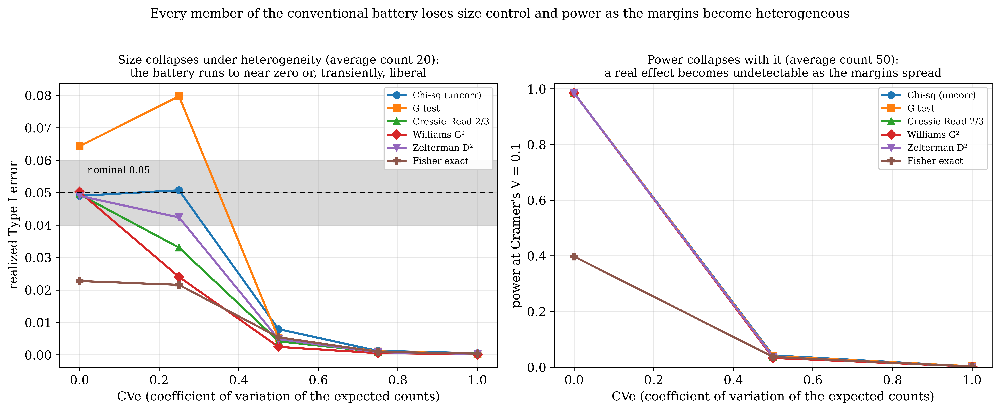 Every member of the conventional battery loses size control and power as the margins become heterogeneous
Size collapses under heterogeneity (average count 20):
the battery runs to near zero or, transiently, liberal
realized Type I error
0.08
0.07
0.06
0.05
0.04
0.03
0.02
0.01
0.00
nominal 0.05
Chi-sq (uncorr)
G-test
Cressie-Read 2/3
Williams G²
Zelterman D²
Fisher exact
0.0 0.2 0.4 0.6 0.8 1.0
CVe (coefficient of variation of the expected counts)
Power collapses with it (average count 50):
a real effect becomes undetectable as the margins spread
power at Cramer's V = 0.1
1.0
0.8
0.6
0.4
0.2
0.0
Chi-sq (uncorr)
G-test
Cressie-Read 2/3
Williams G²
Zelterman D²
Fisher exact
0.0 0.2 0.4 0.6 0.8 1.0
CVe (coefficient of variation of the expected counts)